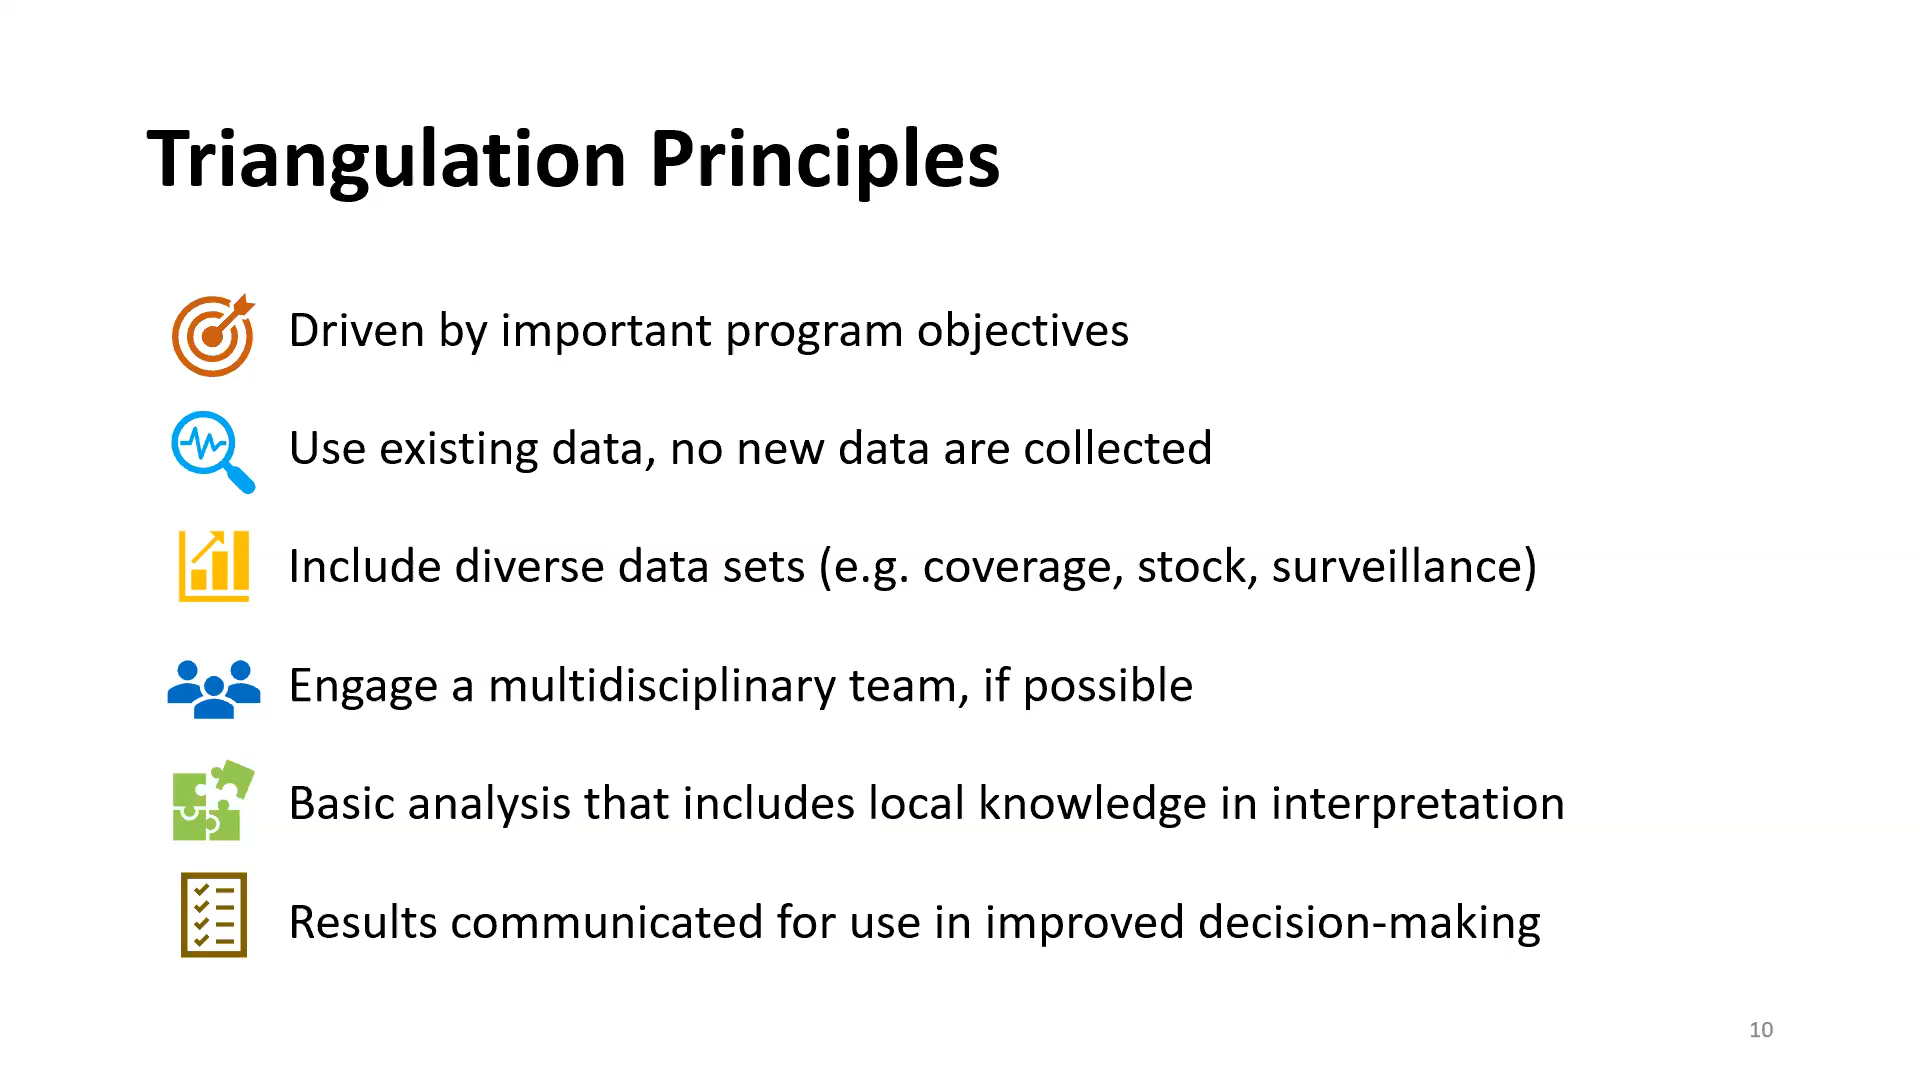 Triangulation Principles
Driven by important program objectives
Use existing data, no new data are collected
Include diverse data sets (e.g. coverage, stock, surveillance)
Engage a multidisciplinary team, if possible
Basic analysis that includes local knowledge in interpretation
Results communicated for use in improved decision-making
10